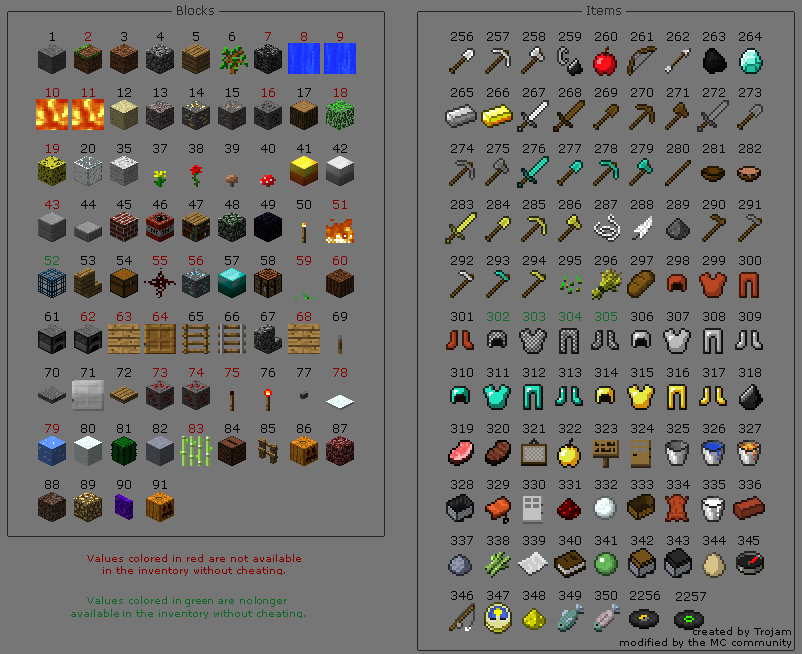 Blocks
1 2 3 4 5 6 7 8 9
10 11 12 13 14 15 16 17 18
19 20 35 37 38 39 40 41 42
43 44 45 46 47 48 49 50 51
52 53 54 55 56 57 58 59 60
61 62 63 64 65 66 67 68 69
70 71 72 73 74 75 76 77 78
79 80 81 82 83 84 85 86 87
88 89 90 91
Values colored in red are not available
in the inventory without cheating.
Values colored in green are no longer
available in the inventory without cheating.
Items
256 257 258 259 260 261 262 263 264
265 266 267 268 269 270 271 272 273
274 275 276 277 278 279 280 281 282
283 284 285 286 287 288 289 290 291
292 293 294 295 296 297 298 299 300
301 302 303 304 305 306 307 308 309
310 311 312 313 314 315 316 317 318
319 320 321 322 323 324 325 326 327
328 329 330 331 332 333 334 335 336
337 338 339 340 341 342 343 344 345
346 347 348 349 350 2256 2257
created by Trojam
modified by the MC community